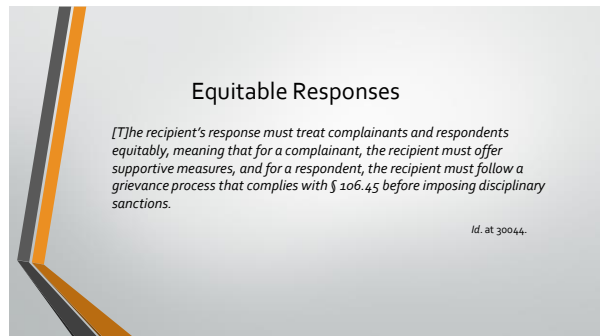 Equitable Responses
[T]he recipient's response must treat complainants and respondents
equitably, meaning that for a complainant, the recipient must offer
supportive measures, and for a respondent, the recipient must follow a
grievance process that complies with § 106.45 before imposing disciplinary
sanctions.
Id. at 30044.